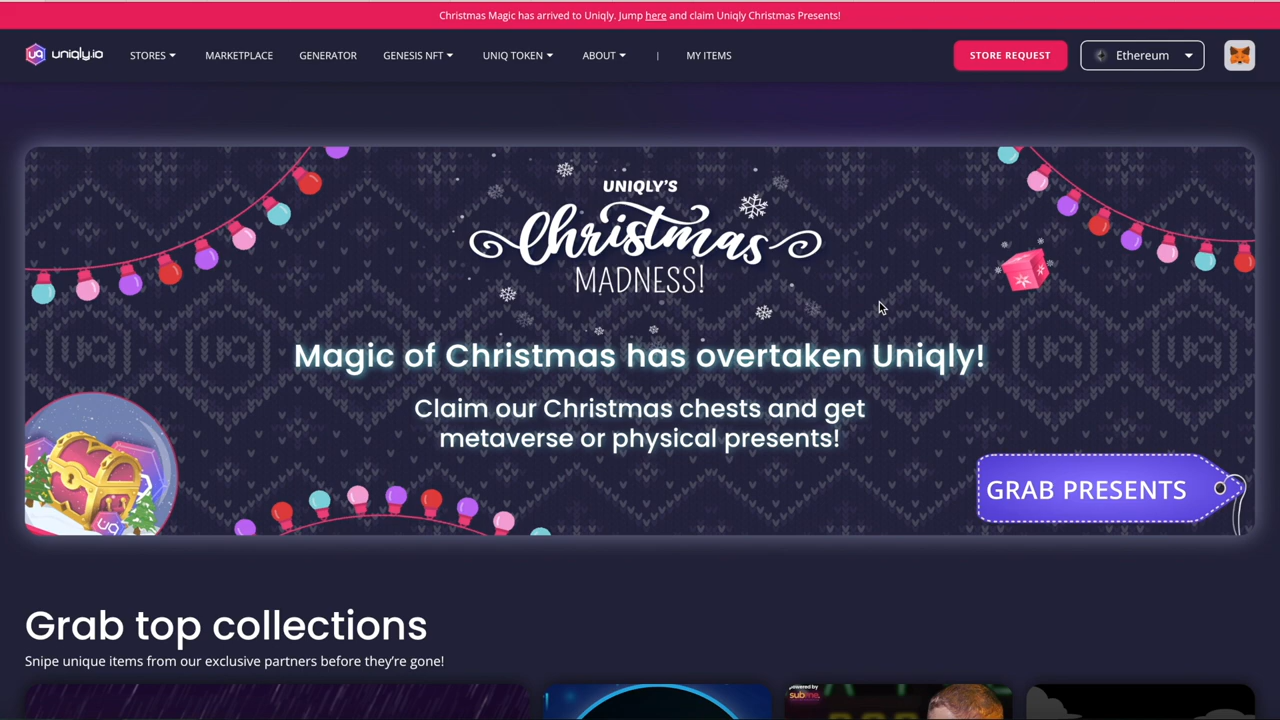 Christmas Magic has arrived to Uniqly. Jump here and claim Uniqly Christmas Presents!
uniqly.io
STORES
MARKETPLACE
GENERATOR
GENESIS NFT
UNIQ TOKEN
ABOUT
|
MY ITEMS
STORE REQUEST
Ethereum
UNIQLY'S
Christmas
MADNESS!
Magic of Christmas has overtaken Uniqly!
Claim our Christmas chests and get
metaverse or physical presents!
GRAB PRESENTS
Grab top collections
Snipe unique items from our exclusive partners before they're gone!
powered by